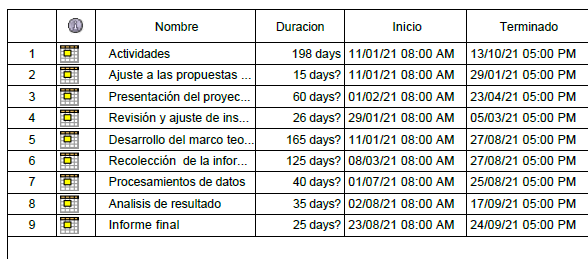 Nombre Duracion Inicio Terminado
1 Actividades 198 days 11/01/21 08:00 AM 13/10/21 05:00 PM
2 Ajuste a las propuestas ... 15 days? 11/01/21 08:00 AM 29/01/21 05:00 PM
3 Presentación del proyec... 60 days? 01/02/21 08:00 AM 23/04/21 05:00 PM
4 Revisión y ajuste de ins... 26 days? 29/01/21 08:00 AM 05/03/21 05:00 PM
5 Desarrollo del marco teo... 165 days? 11/01/21 08:00 AM 27/08/21 05:00 PM
6 Recolección de la infor... 125 days? 08/03/21 08:00 AM 27/08/21 05:00 PM
7 Procesamientos de datos 40 days? 01/07/21 08:00 AM 25/08/21 05:00 PM
8 Analisis de resultado 35 days? 02/08/21 08:00 AM 17/09/21 05:00 PM
9 Informe final 25 days? 23/08/21 08:00 AM 24/09/21 05:00 PM